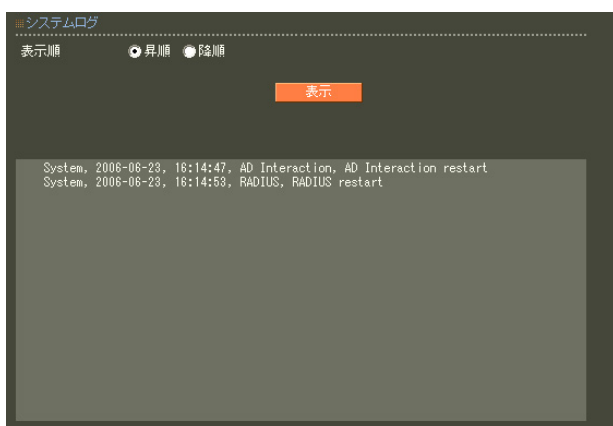 システムログ
表示順 昇順 降順
表示
System, 2006-06-23, 16:14:47, AD Interaction, AD Interaction restart
System, 2006-06-23, 16:14:53, RADIUS, RADIUS restart